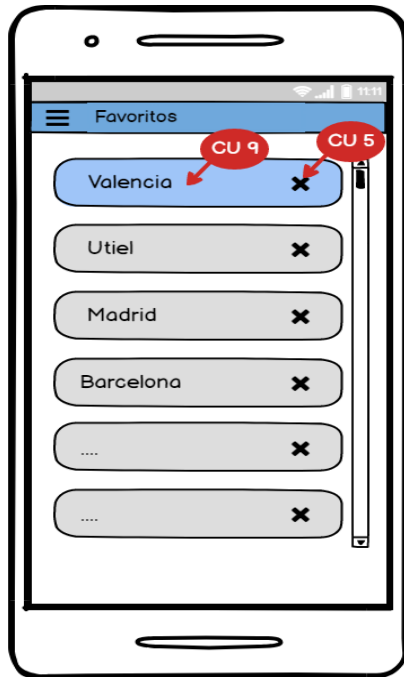 11:11
Favoritos
CU 9
CU 5
Valencia
Utiel
Madrid
Barcelona
....
....